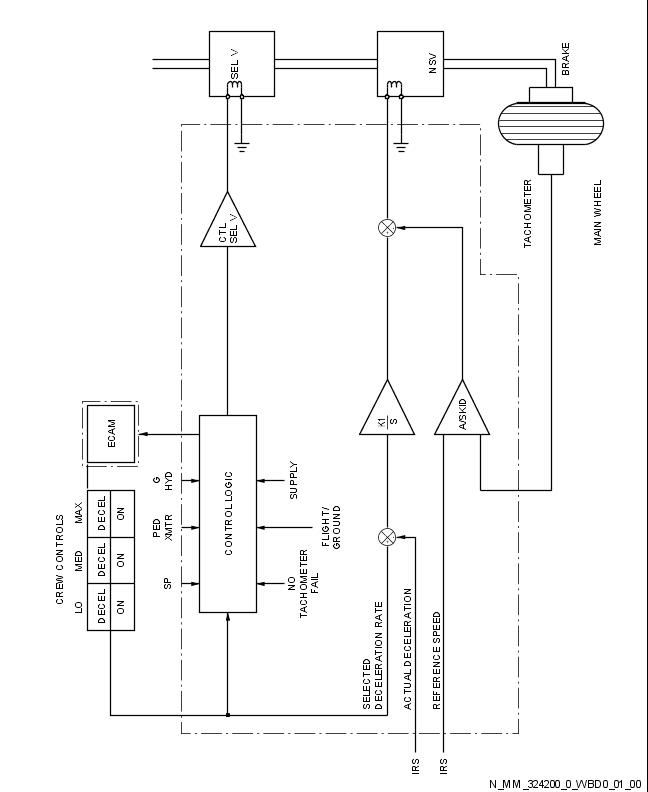 SEL V
NSV
BRAKE
TACHOMETER
MAIN WHEEL
CTL
SEL V
ECAM
K1
S
A/SKID
CREW CONTROLS
LO
MED
MAX
DECEL
ON
DECEL
ON
DECEL
ON
SP
PED
XMTR
G
HYD
CONTROL LOGIC
NO
TACHOMETER
FAIL
FLIGHT/
GROUND
SUPPLY
SELECTED
DECELERATION RATE
ACTUAL DECELERATION
REFERENCE SPEED
IRS
IRS
N_MM_324200_0_WBD0_01_00